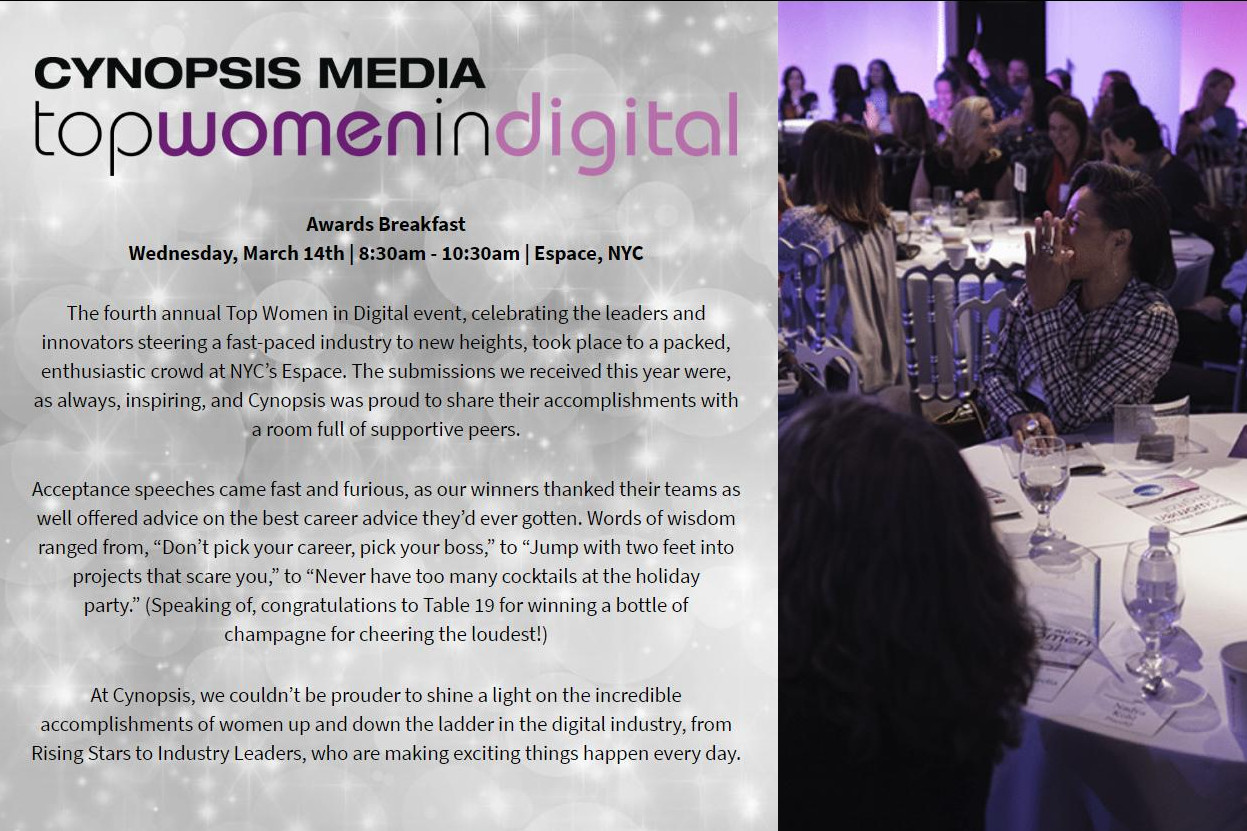 CYNOPSIS MEDIA
topwomenindigital
Awards Breakfast
Wednesday, March 14th | 8:30am - 10:30am | Espace, NYC
The fourth annual Top Women in Digital event, celebrating the leaders and
innovators steering a fast-paced industry to new heights, took place to a packed,
enthusiastic crowd at NYC’s Espace. The submissions we received this year were,
as always, inspiring, and Cynopsis was proud to share their accomplishments with
a room full of supportive peers.
Acceptance speeches came fast and furious, as our winners thanked their teams as
well offered advice on the best career advice they’d ever gotten. Words of wisdom
ranged from, “Don’t pick your career, pick your boss,” to “Jump with two feet into
projects that scare you,” to “Never have too many cocktails at the holiday
party.” (Speaking of, congratulations to Table 19 for winning a bottle of
champagne for cheering the loudest!)
At Cynopsis, we couldn’t be prouder to shine a light on the incredible
accomplishments of women up and down the ladder in the digital industry, from
Rising Stars to Industry Leaders, who are making exciting things happen every day.
women